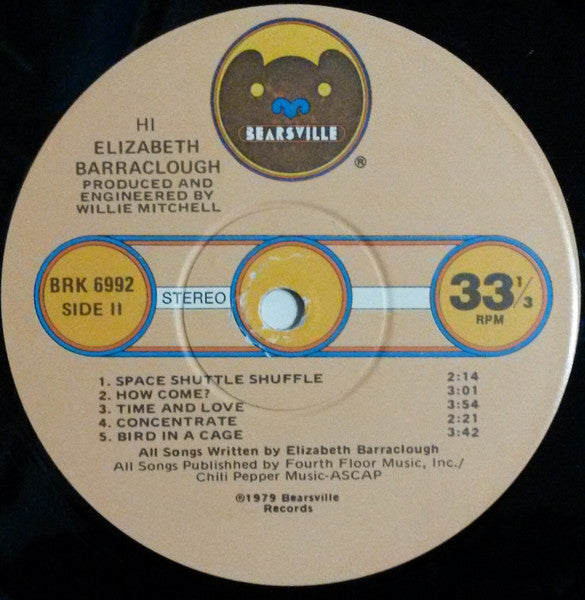 BEARSVILLE
®
HI
ELIZABETH
BARRACLOUGH
PRODUCED AND
ENGINEERED BY
WILLIE MITCHELL
BRK 6992
SIDE II
STEREO
33 1/3
RPM
1. SPACE SHUTTLE SHUFFLE 2:14
2. HOW COME? 3:01
3. TIME AND LOVE 3:54
4. CONCENTRATE 2:21
5. BIRD IN A CAGE 3:42
All Songs Written by Elizabeth Barraclough
All Songs Publishhed by Fourth Floor Music, Inc./
Chili Pepper Music-ASCAP
℗1979 Bearsville
Records